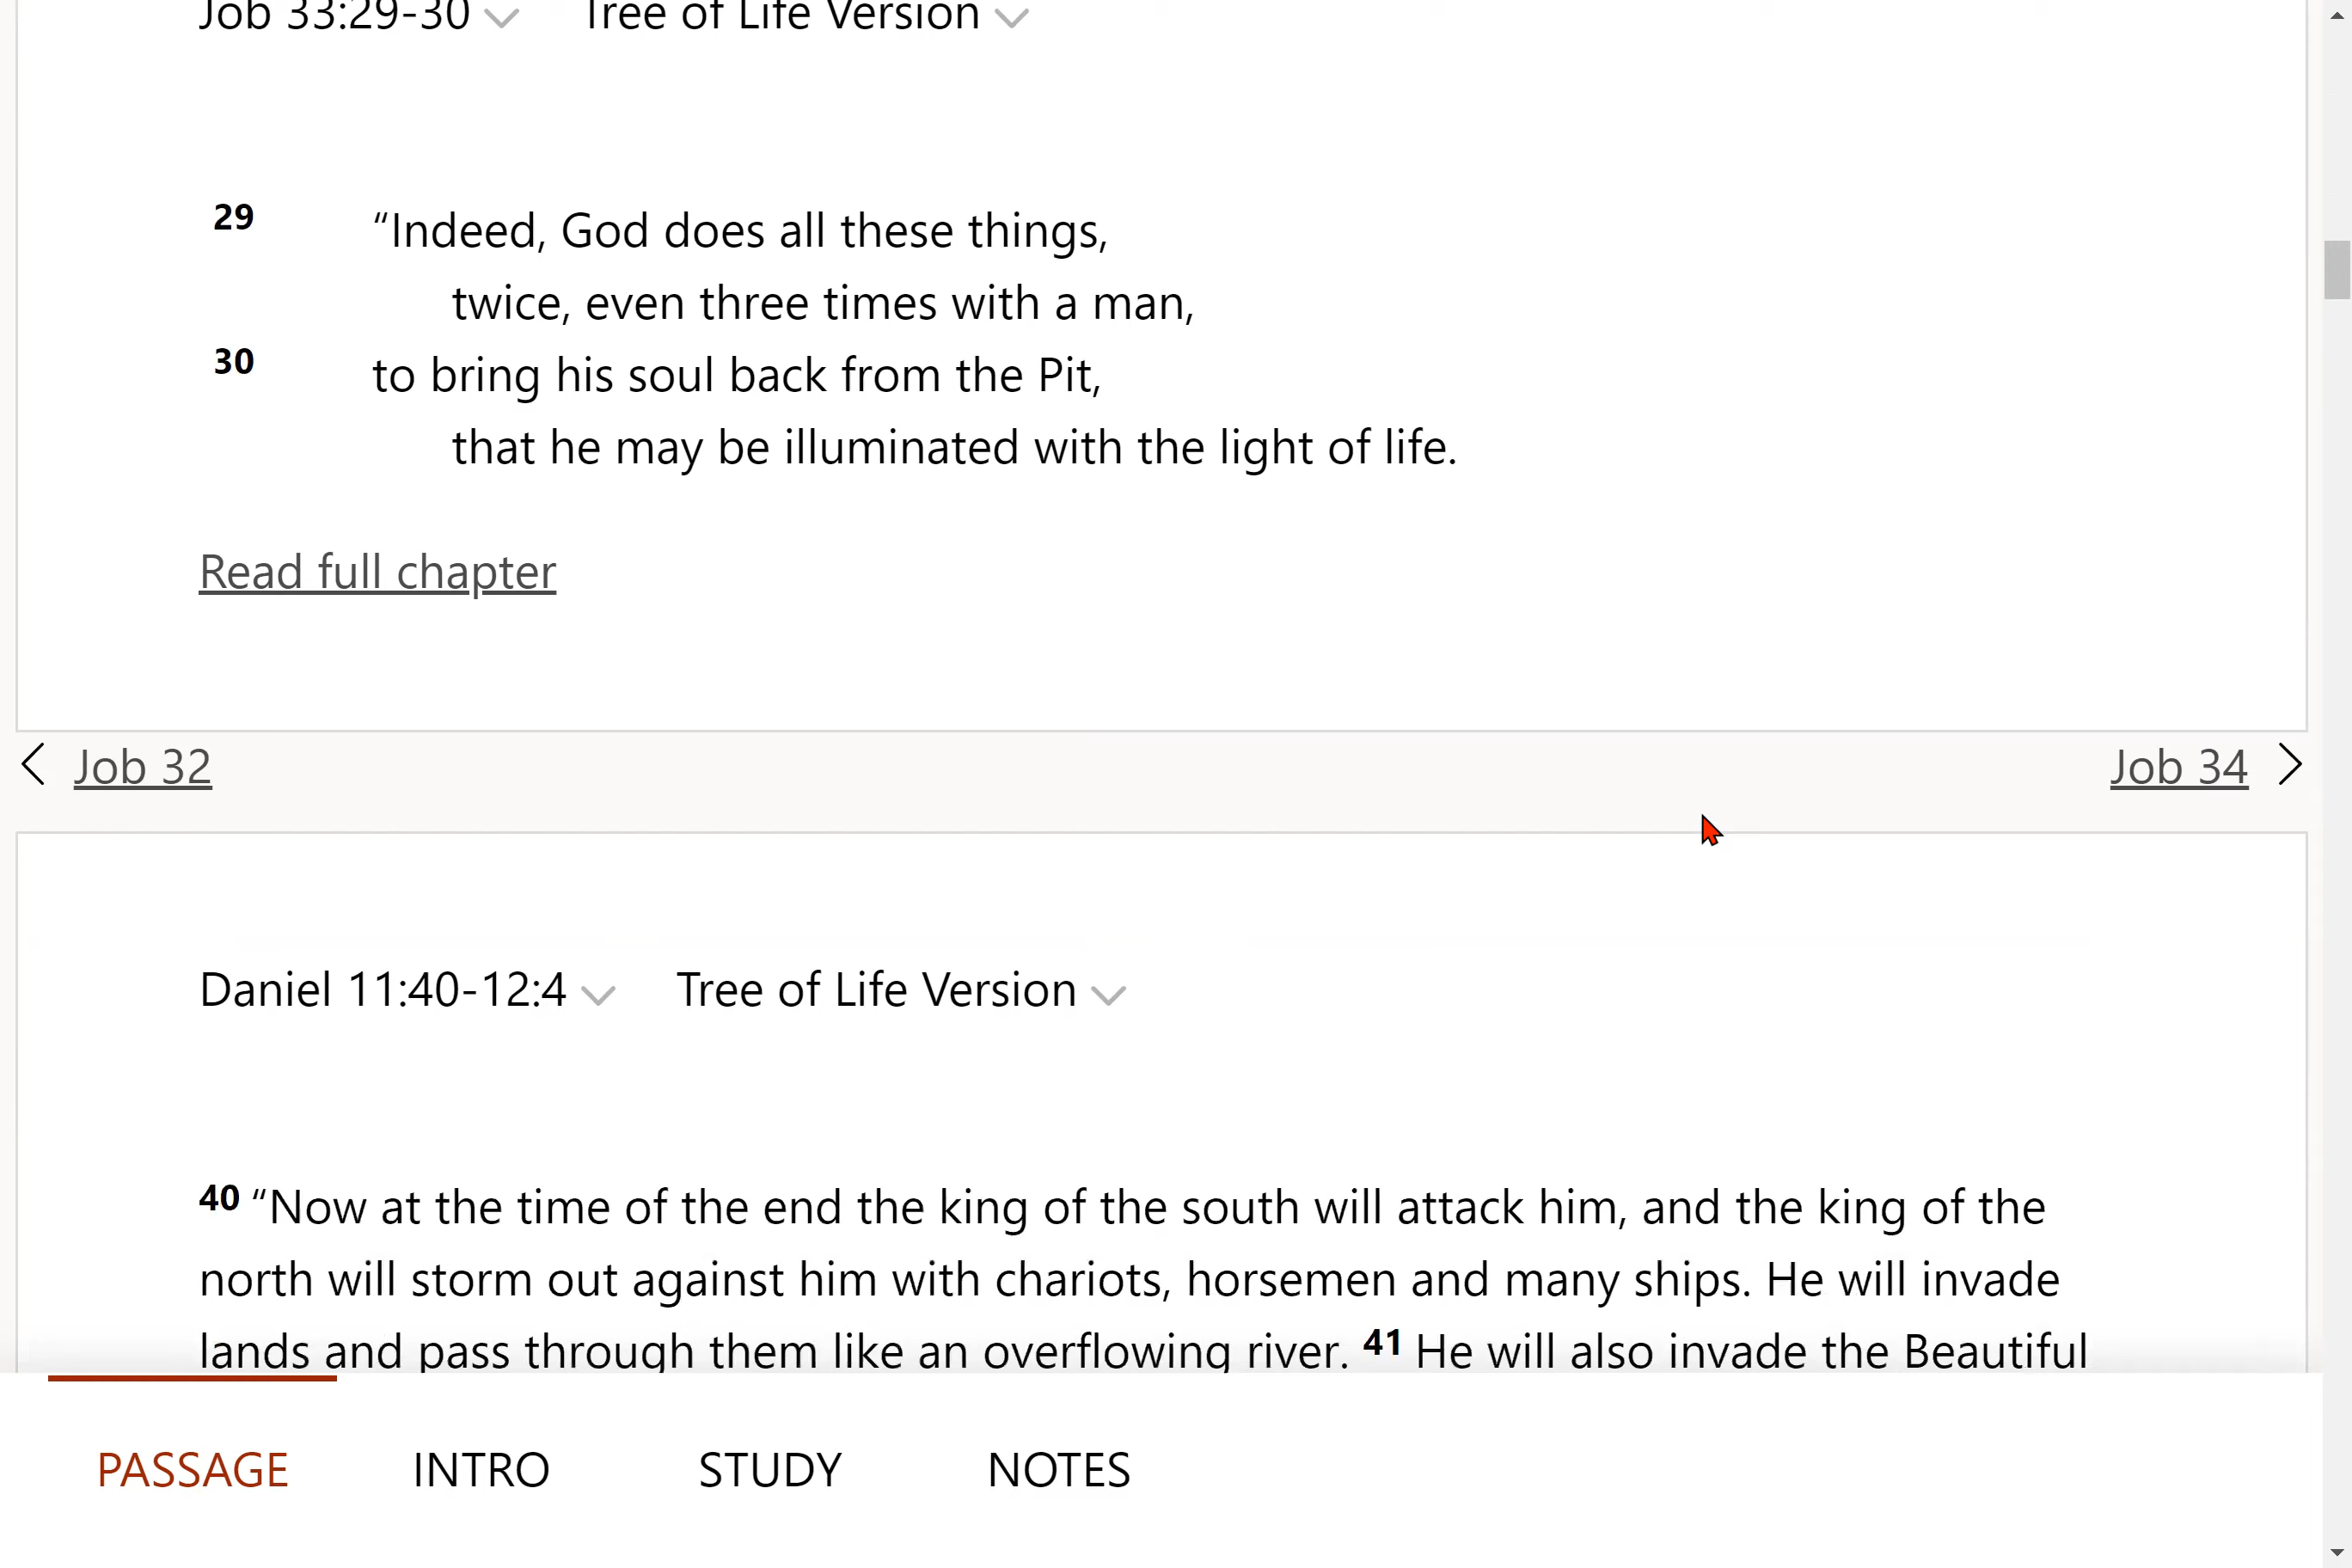 Job 33:29-30 Tree of Life Version
29 “Indeed, God does all these things,
twice, even three times with a man,
30 to bring his soul back from the Pit,
that he may be illuminated with the light of life.
Read full chapter
Job 32 Job 34
Daniel 11:40-12:4 Tree of Life Version
40 “Now at the time of the end the king of the south will attack him, and the king of the
north will storm out against him with chariots, horsemen and many ships. He will invade
lands and pass through them like an overflowing river. 41 He will also invade the Beautiful
PASSAGE INTRO STUDY NOTES